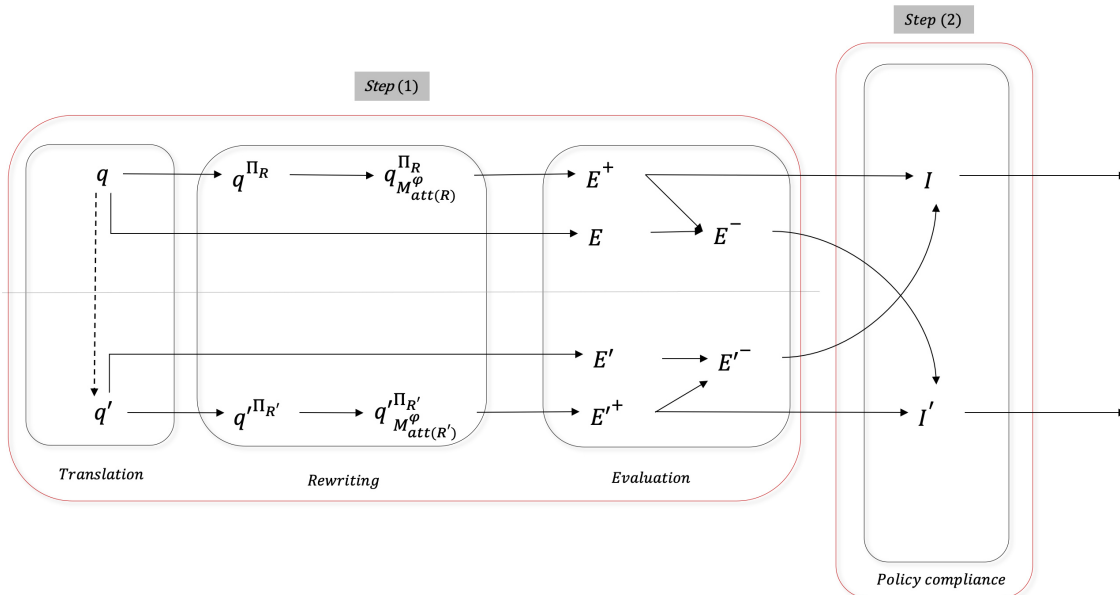 Step (2)
Step (1)
q q^{Π_R} q^{Π_R}_{M^φ_{att(R)}} E^+ I
E E^-
E′ E′^-
q′ q′^{Π_{R′}} q′^{Π_{R′}}_{M^φ_{att(R′)}} E′^+ I′
Translation Rewriting Evaluation
Policy compliance